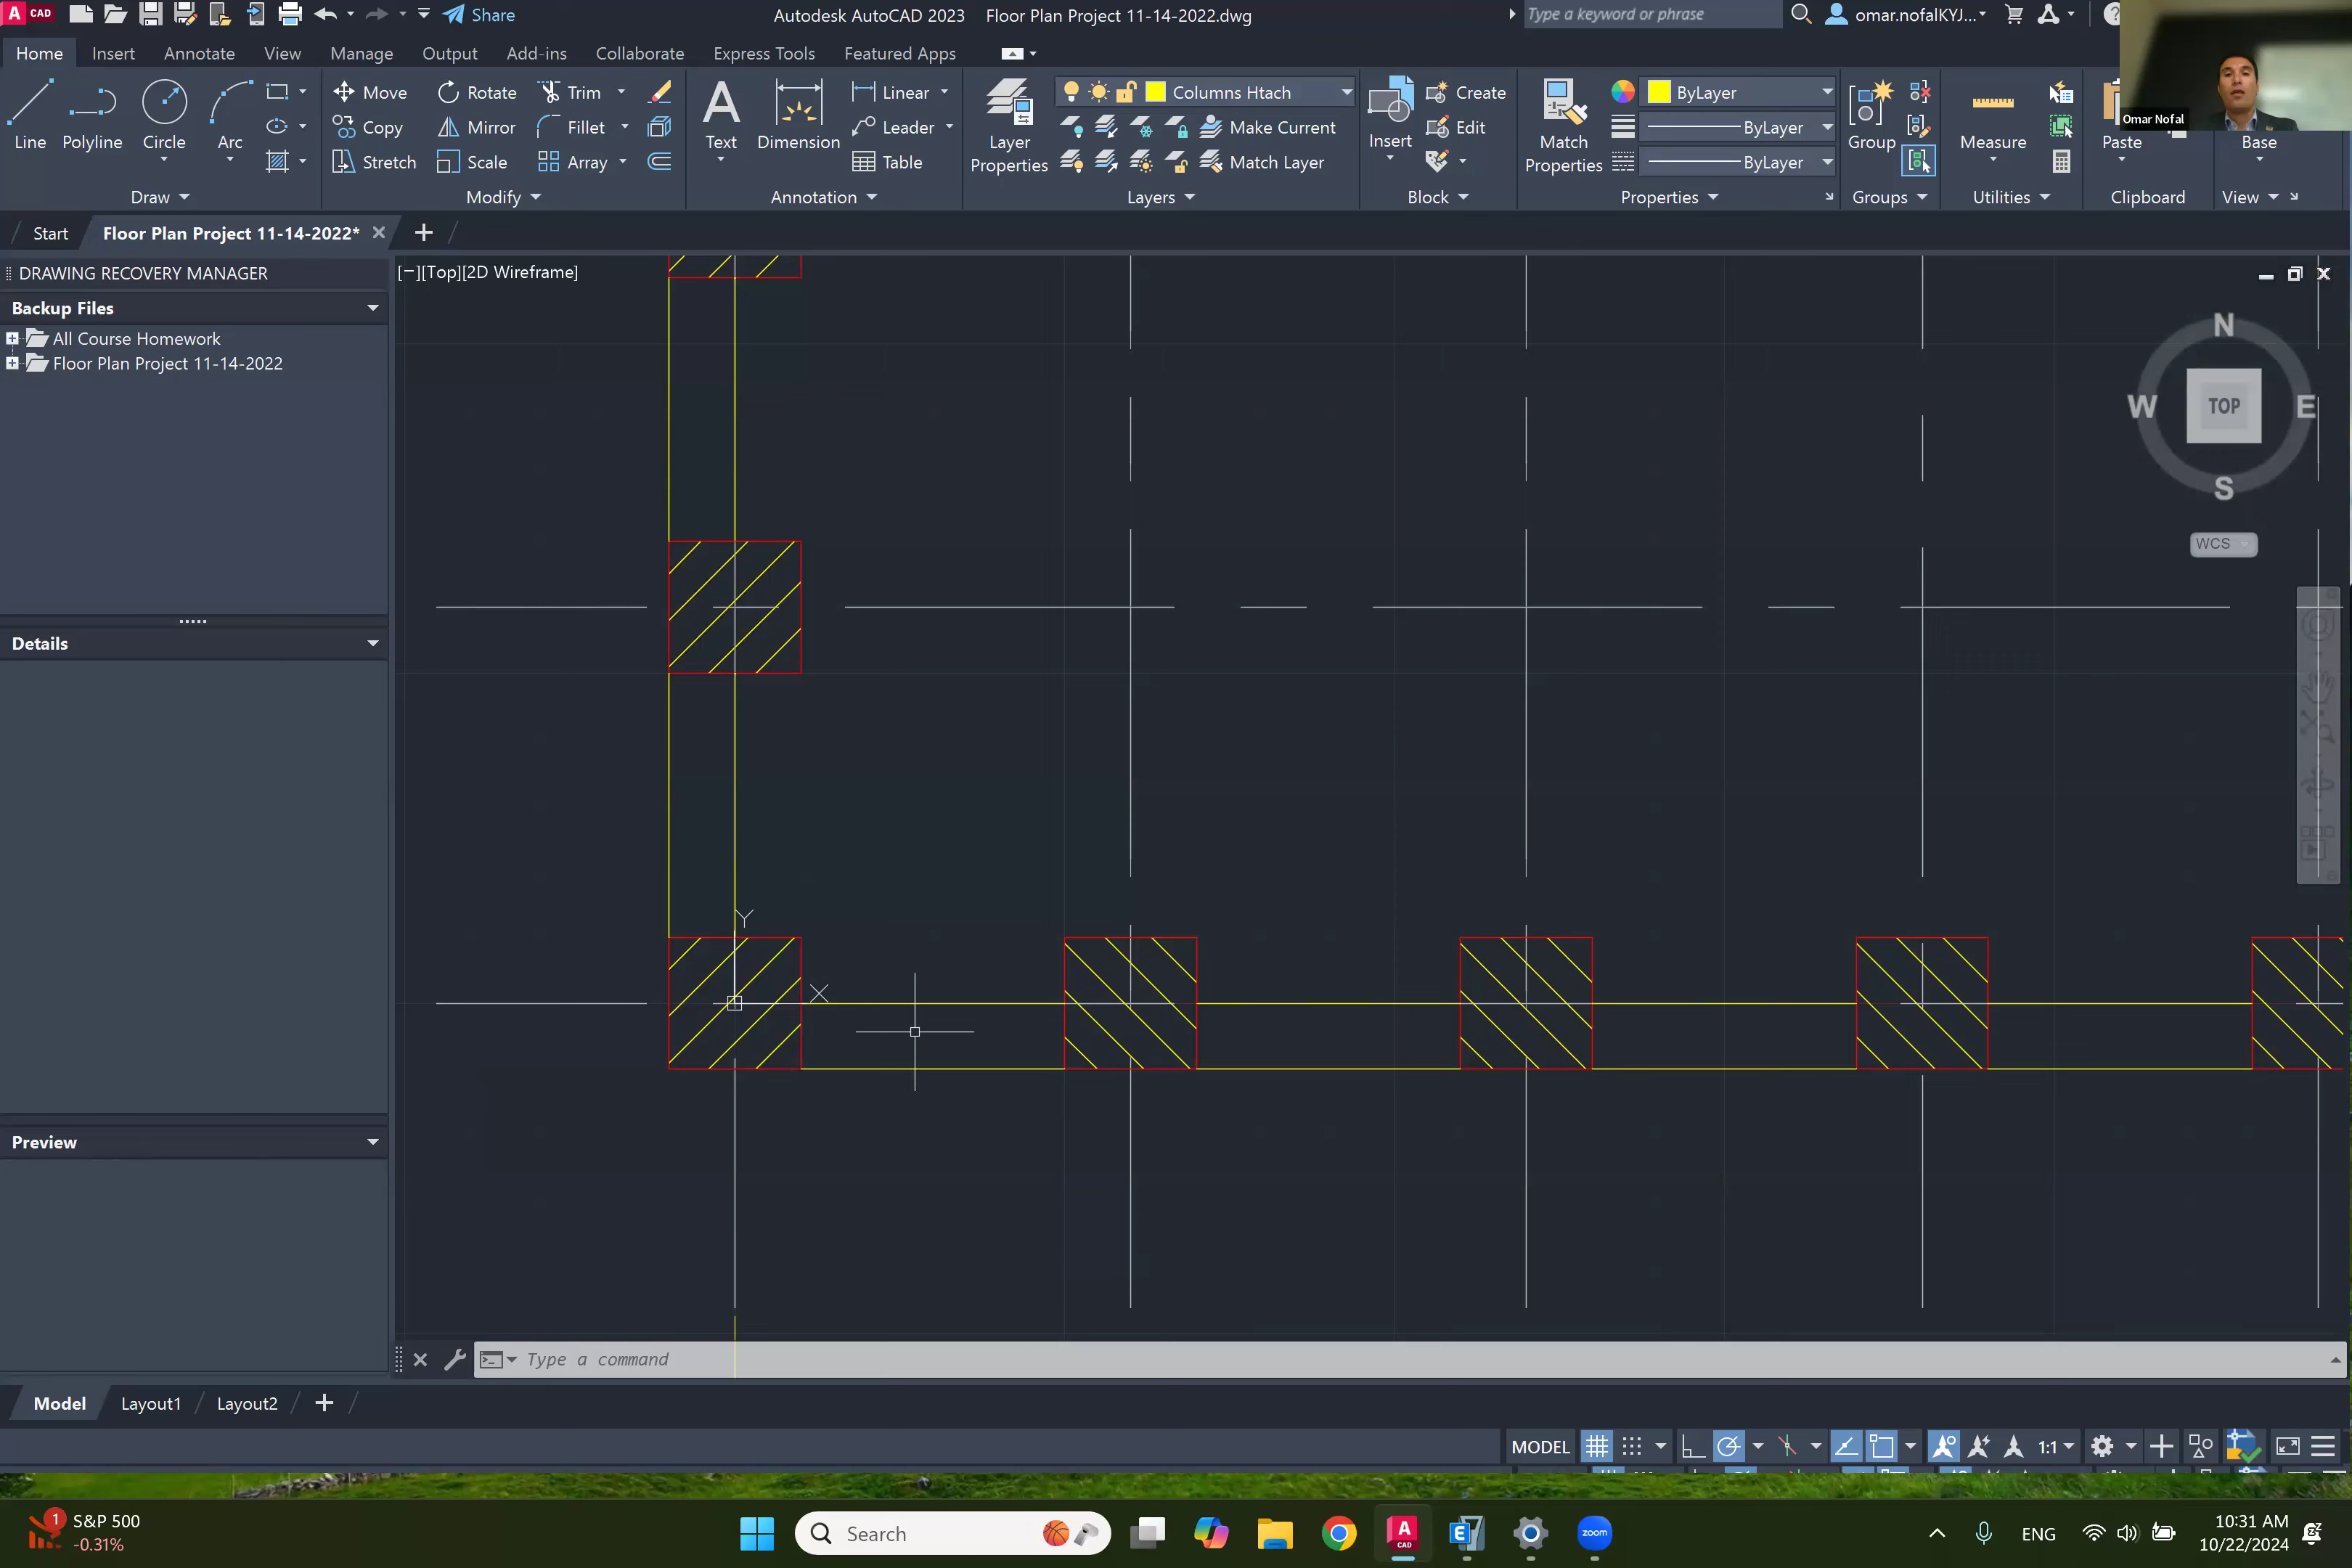 A CAD
Share
Autodesk AutoCAD 2023 Floor Plan Project 11-14-2022.dwg
Type a keyword or phrase
omar.nofalKYJ...
Home Insert Annotate View Manage Output Add-ins Collaborate Express Tools Featured Apps
Line Polyline Circle Arc
Draw
Move Rotate Trim
Copy Mirror Fillet
Stretch Scale Array
Modify
Text Dimension
Linear
Leader
Table
Annotation
Layer Properties
Columns Htach
Make Current
Match Layer
Layers
Insert
Create
Edit
Block
Match Properties
ByLayer
ByLayer
ByLayer
Properties
Group
Groups
Measure
Utilities
Paste
Clipboard
Base
View
Omar Nofal
Start Floor Plan Project 11-14-2022*
DRAWING RECOVERY MANAGER
Backup Files
All Course Homework
Floor Plan Project 11-14-2022
Details
Preview
[−][Top][2D Wireframe]
N
W TOP E
S
WCS
Y
X
Type a command
Model Layout1 Layout2
MODEL 1:1
1 S&P 500
-0.31%
Search
A CAD
E
zoom
ENG
10:31 AM
10/22/2024